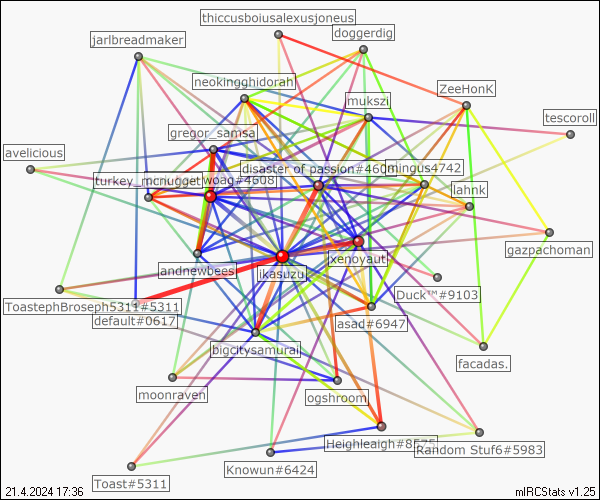 thiccusboiusalexusjoneus
doggerdig
jarlbreadmaker
neokingghidorah
ZeeHonK
mukszi
tescoroll
gregor_samsa
avelicious
disaster of passion#460
mingus4742
turkey_mcnugget
woag#4608
lahnk
gazpachoman
xenoyaut
andnewbees
ikasuzu
Duck™#9103
ToastephBroseph5311#5311
default#0617
asad#6947
bigcitysamurai
facadas.
moonraven
ogshroom
Heighleaigh#8575
Random Stuf6#5983
Knowun#6424
Toast#5311
21.4.2024 17:36
mIRCStats v1.25